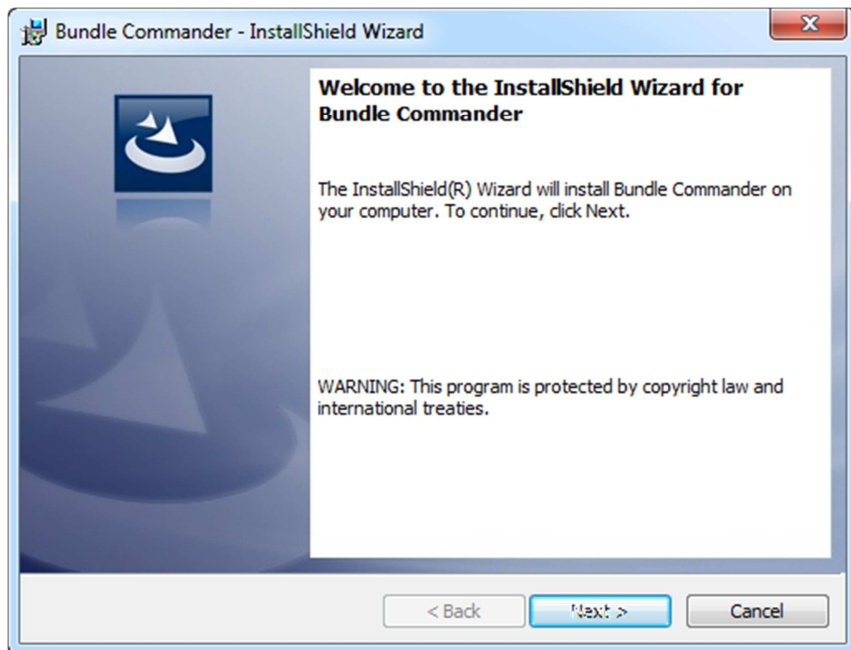 Bundle Commander - InstallShield Wizard
Welcome to the InstallShield Wizard for
Bundle Commander
The InstallShield(R) Wizard will install Bundle Commander on
your computer. To continue, click Next.
WARNING: This program is protected by copyright law and
international treaties.
< Back
Next >
Cancel